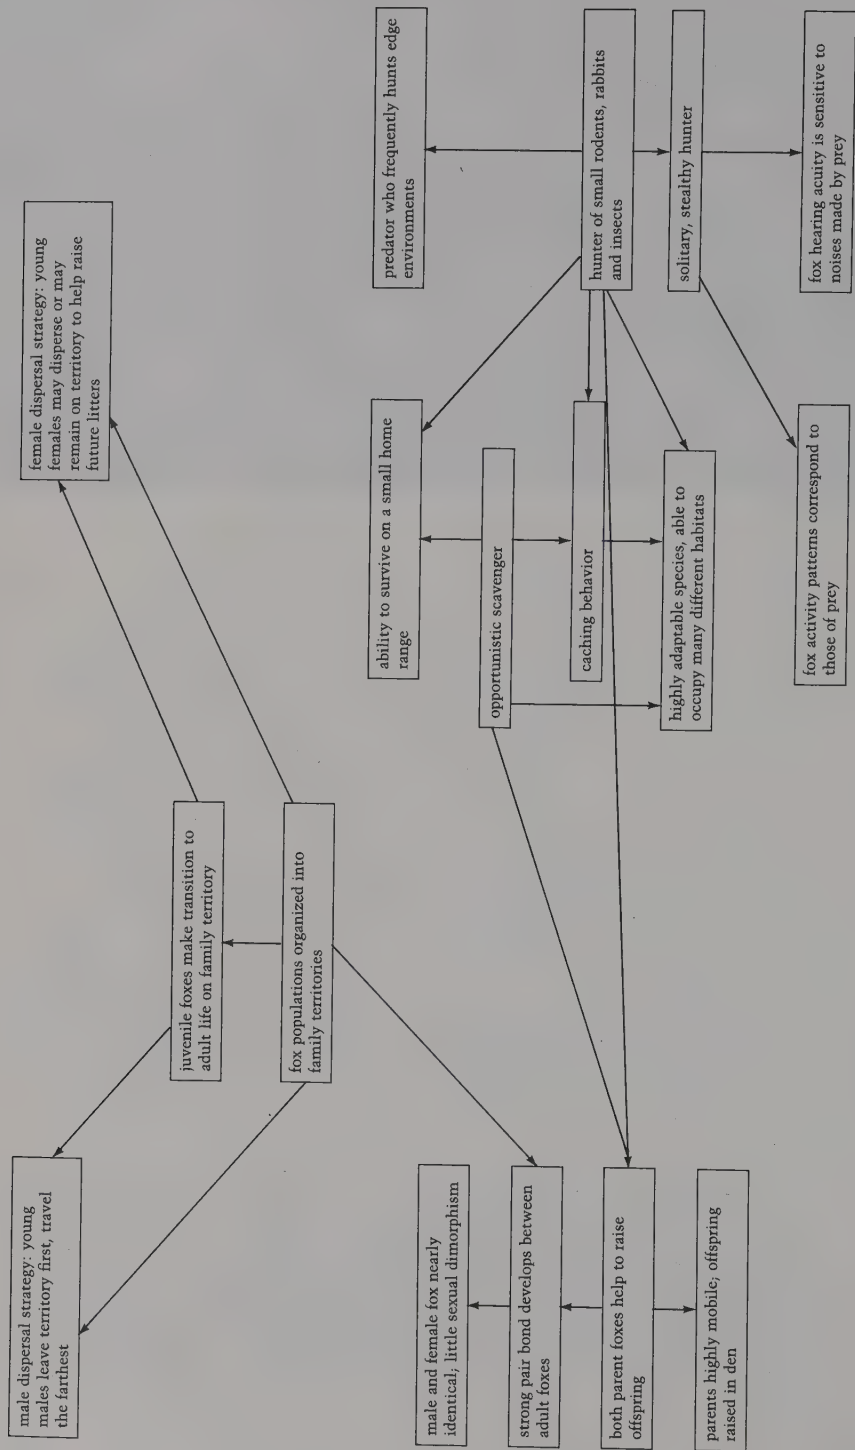 male dispersal strategy: young
males leave territory first, travel
the farthest
juvenile foxes make transition to
adult life on family territory
female dispersal strategy: young
females may disperse or may
remain on territory to help raise
future litters
fox populations organized into
family territories
male and female fox nearly
identical; little sexual dimorphism
ability to survive on a small home
range
predator who frequently hunts edge
environments
strong pair bond develops between
adult foxes
opportunistic scavenger
both parent foxes help to raise
offspring
caching behavior
hunter of small rodents, rabbits
and insects
parents highly mobile; offspring
raised in den
highly adaptable species, able to
occupy many different habitats
solitary, stealthy hunter
fox activity patterns correspond to
those of prey
fox hearing acuity is sensitive to
noises made by prey